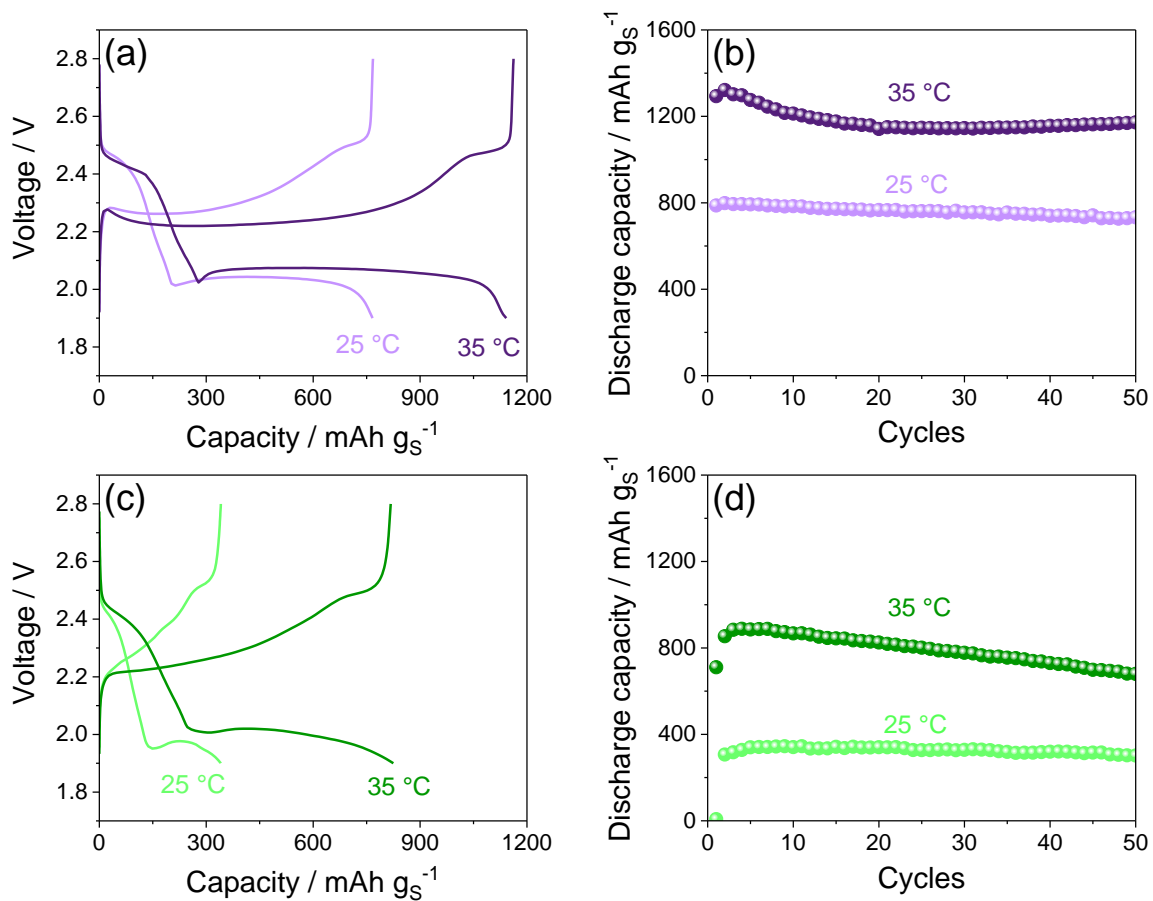 (a)
2.8
2.6
2.4
2.2
2.0
1.8
Voltage / V
25 °C
35 °C
0
300
600
900
1200
Capacity / mAh gS-1
(b)
1600
1200
800
400
0
Discharge capacity / mAh gS-1
35 °C
25 °C
0
10
20
30
40
50
Cycles
(c)
2.8
2.6
2.4
2.2
2.0
1.8
Voltage / V
25 °C
35 °C
0
300
600
900
1200
Capacity / mAh gS-1
(d)
1600
1200
800
400
0
Discharge capacity / mAh gS-1
35 °C
25 °C
0
10
20
30
40
50
Cycles